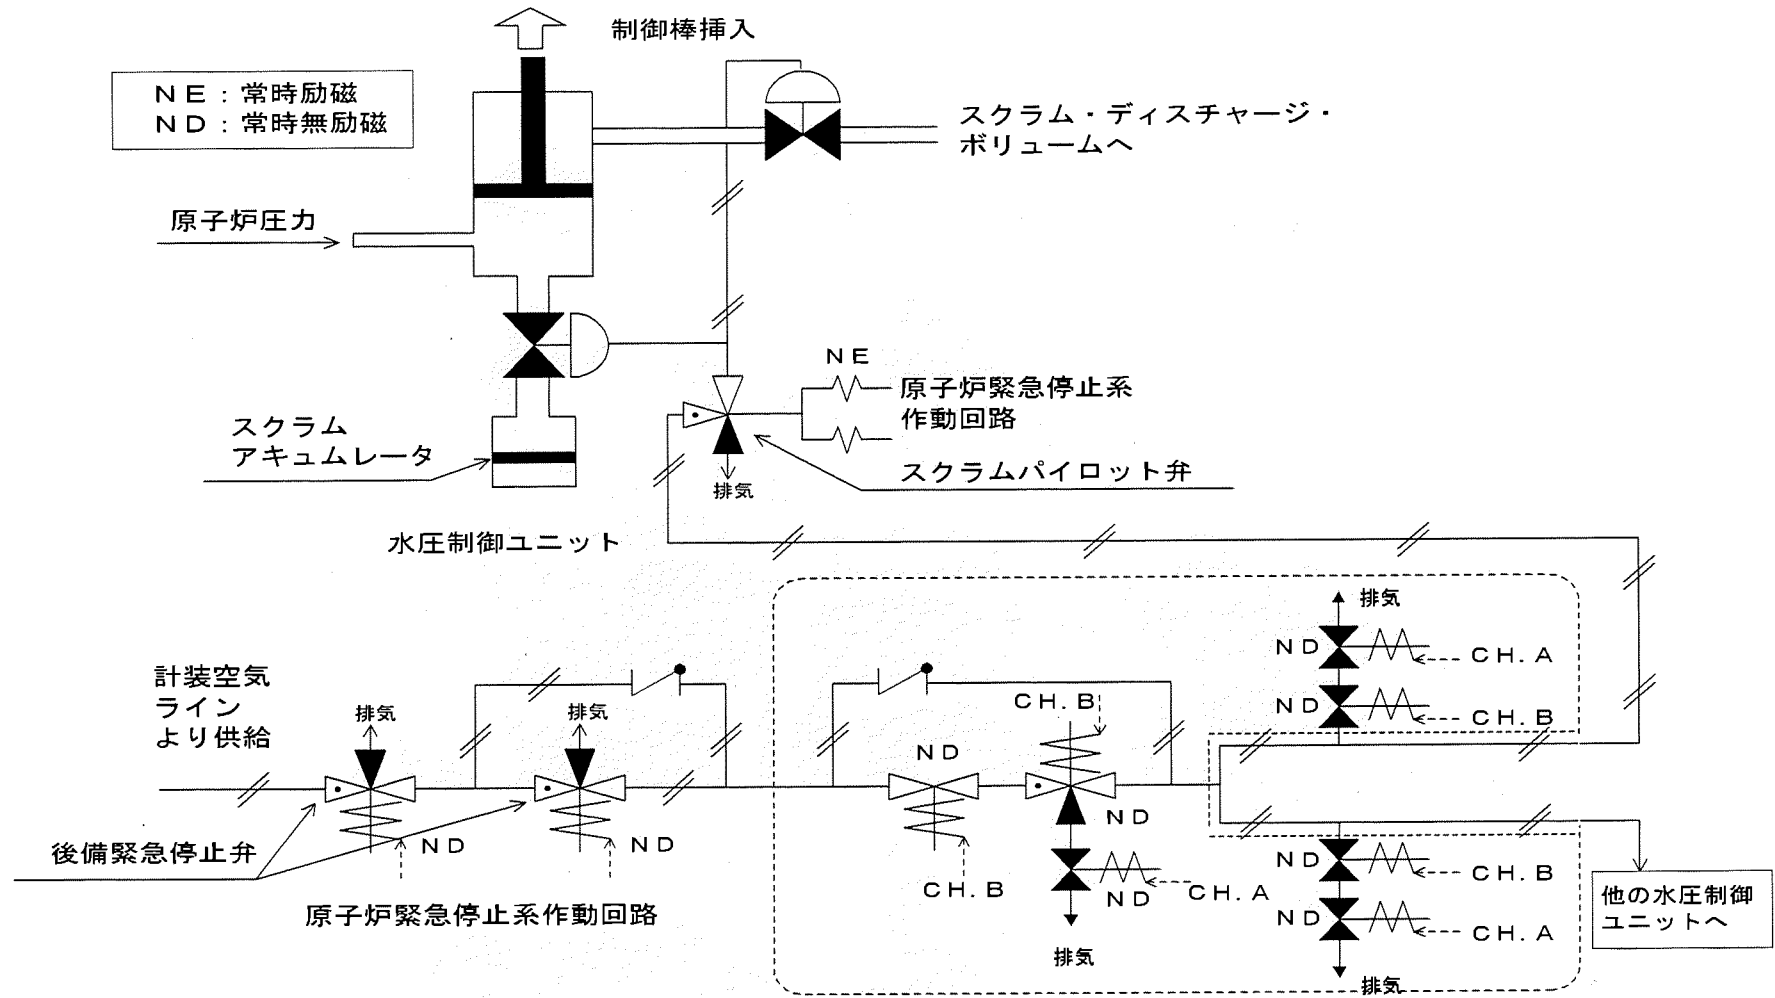 制御棒挿入
NE：常時励磁
ND：常時無励磁
スクラム・ディスチャージ・
ボリュームへ
原子炉圧力
NE
原子炉緊急停止系
作動回路
スクラム
アキュムレータ
スクラムパイロット弁
排気
水圧制御ユニット
排気
ND
CH.A
ND
CH.B
計装空気
ラインより供給
排気
排気
CH.B
ND
ND
ND
ND
後備緊急停止弁
原子炉緊急停止系作動回路
CH.B
ND
CH.A
排気
ND
CH.B
ND
CH.A
排気
他の水圧制御
ユニットへ